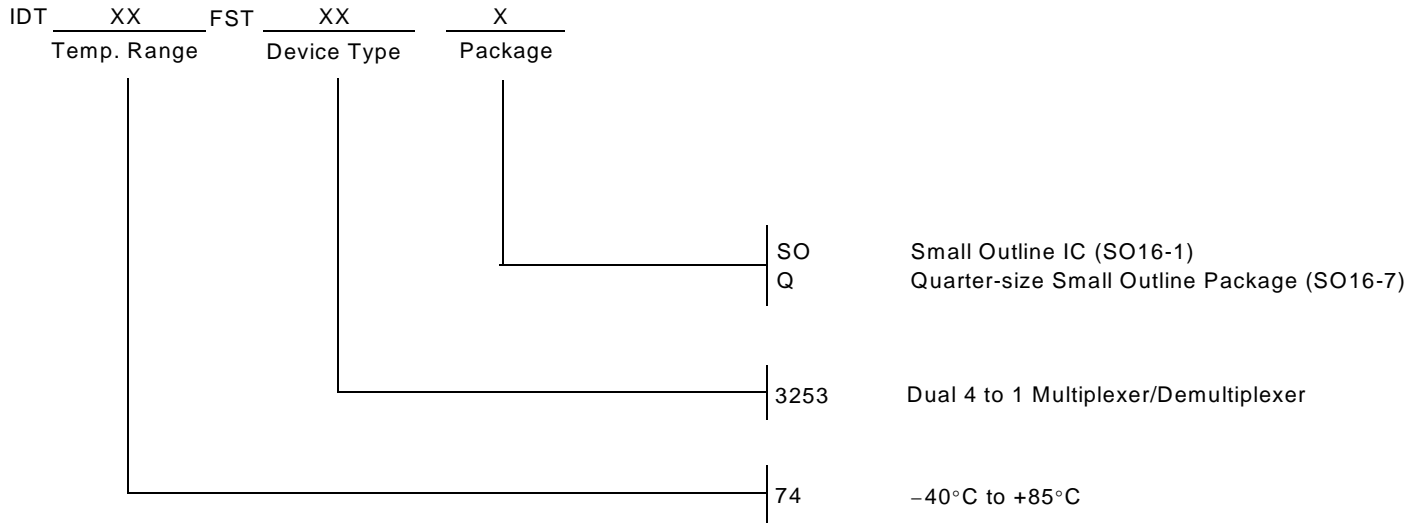 IDT XX FST XX X
Temp. Range Device Type Package
SO Small Outline IC (SO16-1)
Q Quarter-size Small Outline Package (SO16-7)
3253 Dual 4 to 1 Multiplexer/Demultiplexer
74 –40°C to +85°C